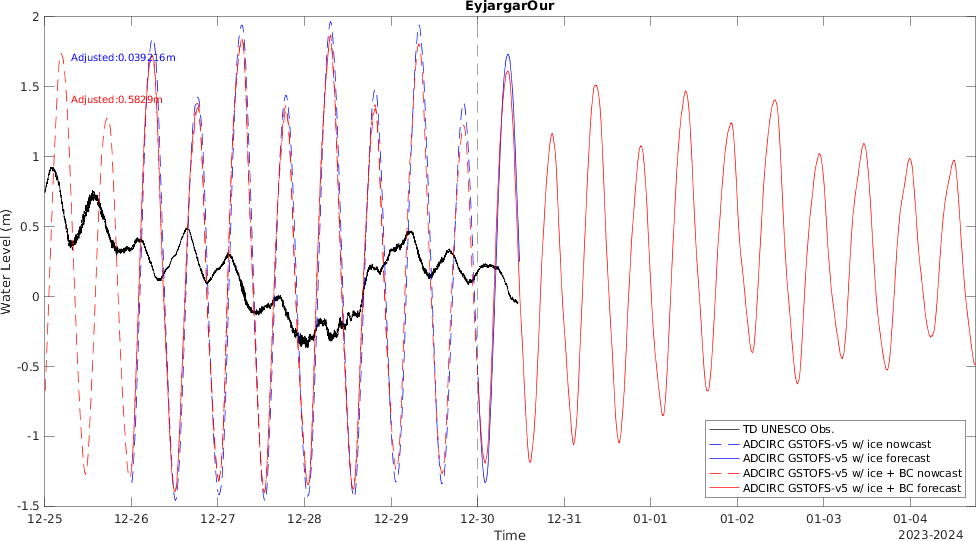 EyjargarOur
Adjusted:0.039216m
Adjusted:0.5829m
Water Level (m)
2
1.5
1
0.5
0
-0.5
-1
-1.5
12-25 12-26 12-27 12-28 12-29 12-30 12-31 01-01 01-02 01-03 01-04
Time
2023-2024
TD UNESCO Obs.
ADCIRC GSTOFS-v5 w/ ice nowcast
ADCIRC GSTOFS-v5 w/ ice forecast
ADCIRC GSTOFS-v5 w/ ice + BC nowcast
ADCIRC GSTOFS-v5 w/ ice + BC forecast